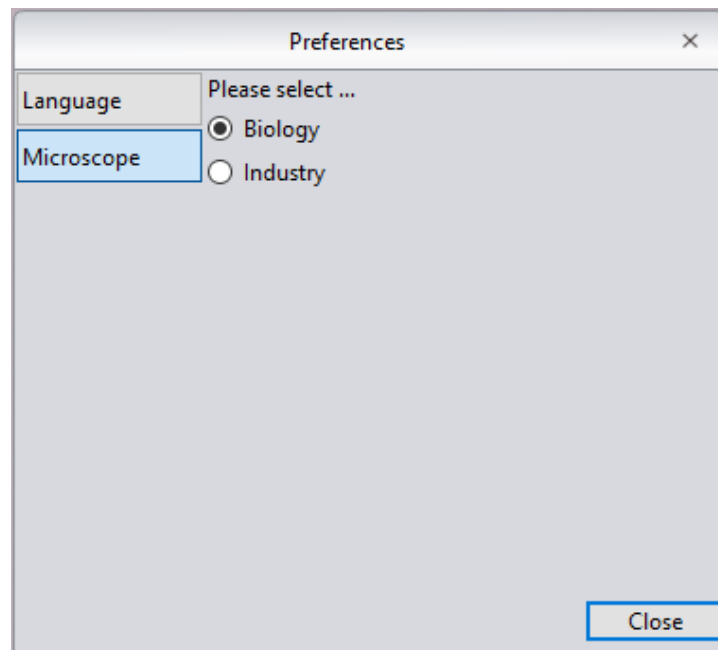 Preferences
Language
Microscope
Please select ...
Biology
Industry
Close